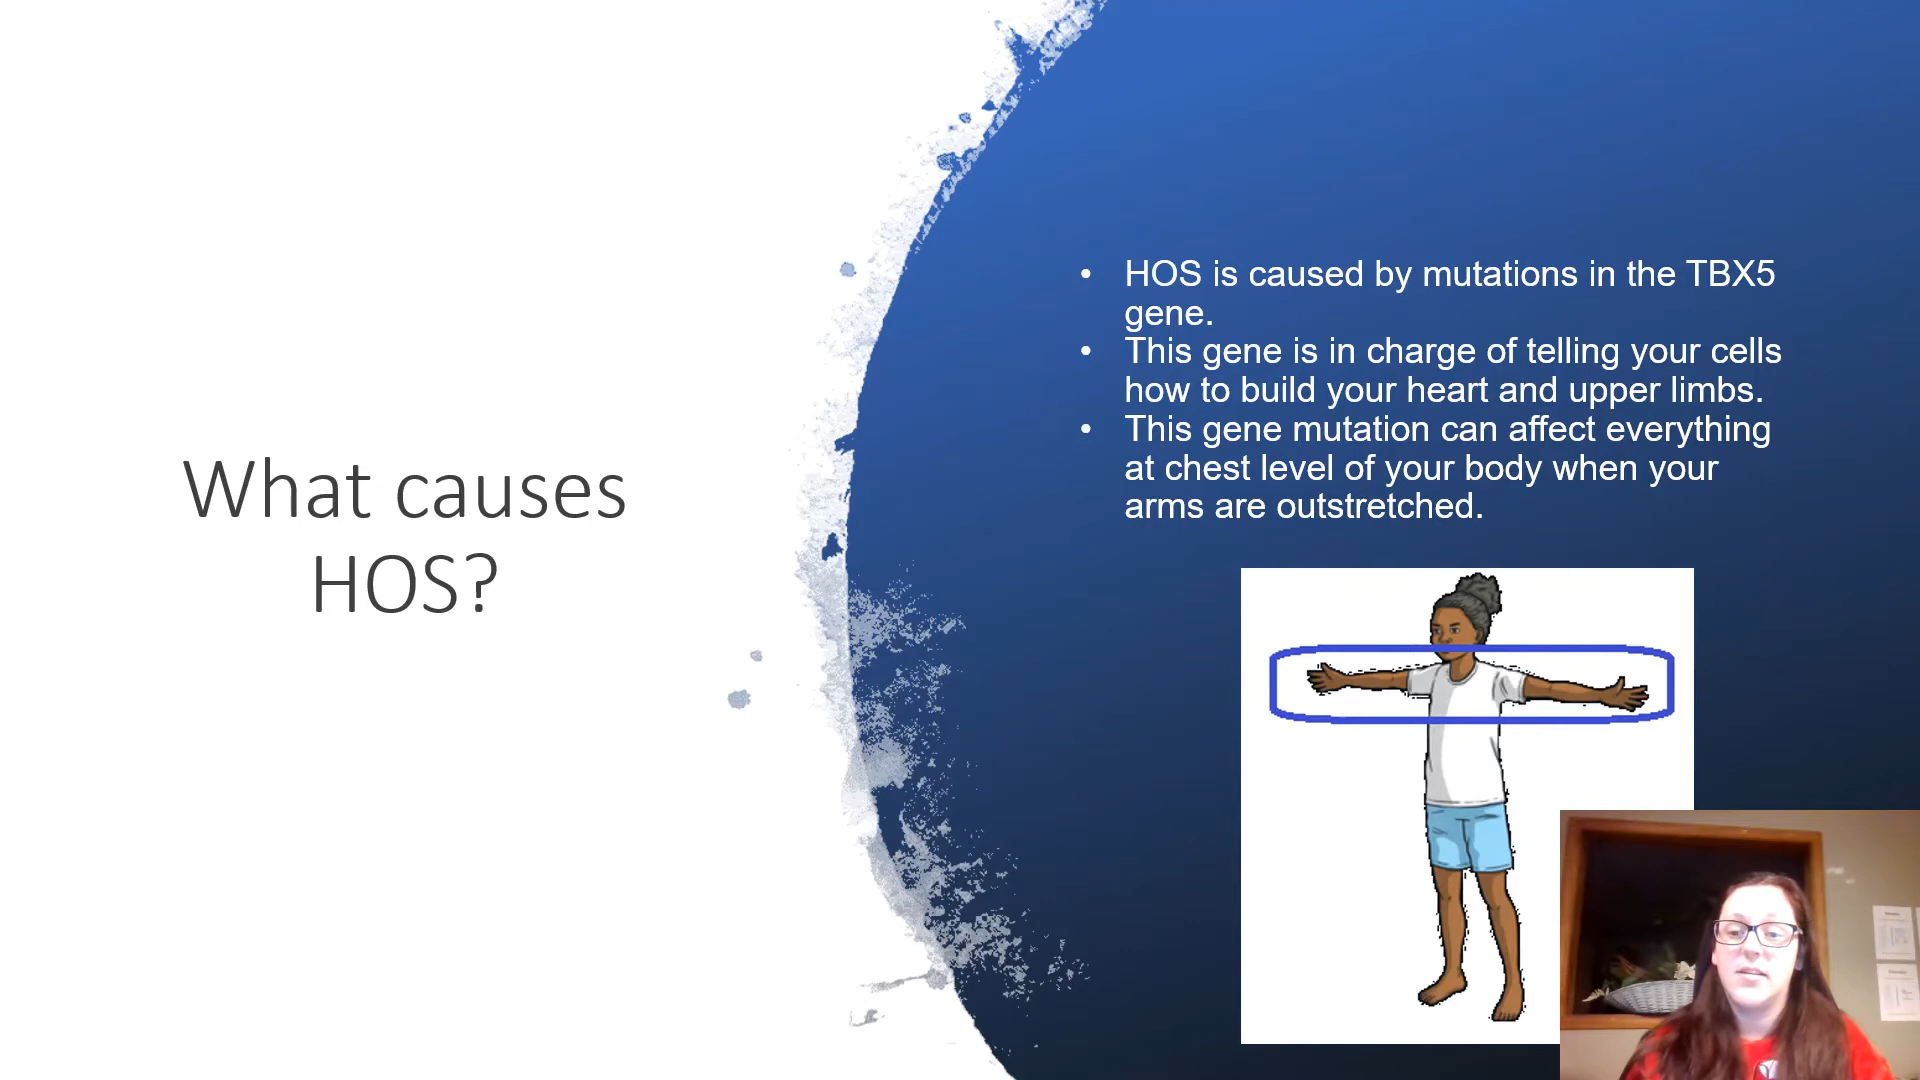 What causes
HOS?
• HOS is caused by mutations in the TBX5
gene.
• This gene is in charge of telling your cells
how to build your heart and upper limbs.
• This gene mutation can affect everything
at chest level of your body when your
arms are outstretched.